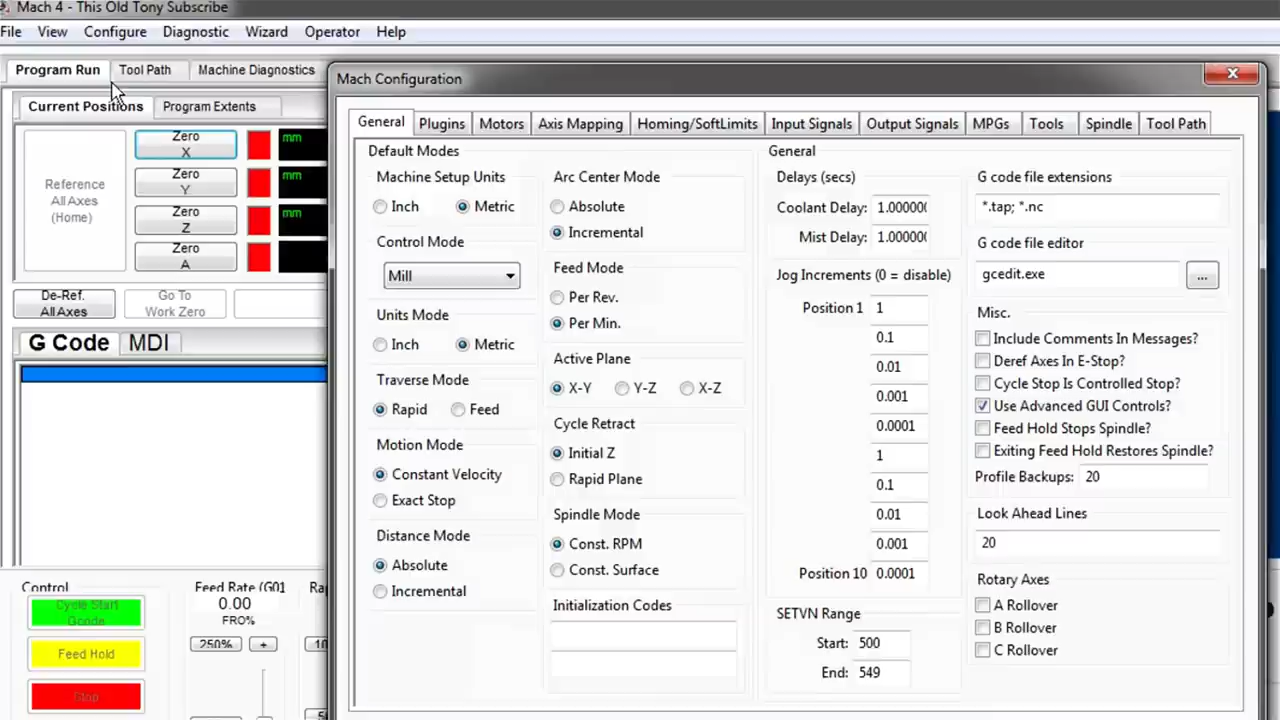 Mach 4 - This Old Tony Subscribe
File View Configure Diagnostic Wizard Operator Help
Program Run Tool Path Machine Diagnostics
Current Positions Program Extents
Reference
All Axes
(Home)
Zero
X
mm
Zero
Y
mm
Zero
Z
mm
Zero
A
De-Ref.
All Axes
Go To
Work Zero
G Code MDI
Control
Cycle Start
Gcode
Feed Hold
Stop
Feed Rate (G01
0.00
FRO%
250% +
Mach Configuration
General Plugins Motors Axis Mapping Homing/SoftLimits Input Signals Output Signals MPGs Tools Spindle Tool Path
Default Modes
Machine Setup Units
Inch Metric
Control Mode
Mill
Units Mode
Inch Metric
Traverse Mode
Rapid Feed
Motion Mode
Constant Velocity
Exact Stop
Distance Mode
Absolute
Incremental
Arc Center Mode
Absolute
Incremental
Feed Mode
Per Rev.
Per Min.
Active Plane
X-Y Y-Z X-Z
Cycle Retract
Initial Z
Rapid Plane
Spindle Mode
Const. RPM
Const. Surface
Initialization Codes
General
Delays (secs)
Coolant Delay: 1.000000
Mist Delay: 1.000000
Jog Increments (0 = disable)
Position 1 1
0.1
0.01
0.001
0.0001
1
0.1
0.01
0.001
Position 10 0.0001
SETVN Range
Start: 500
End: 549
G code file extensions
*.tap; *.nc
G code file editor
gcedit.exe ...
Misc.
Include Comments In Messages?
Deref Axes In E-Stop?
Cycle Stop Is Controlled Stop?
Use Advanced GUI Controls?
Feed Hold Stops Spindle?
Exiting Feed Hold Restores Spindle?
Profile Backups: 20
Look Ahead Lines
20
Rotary Axes
A Rollover
B Rollover
C Rollover